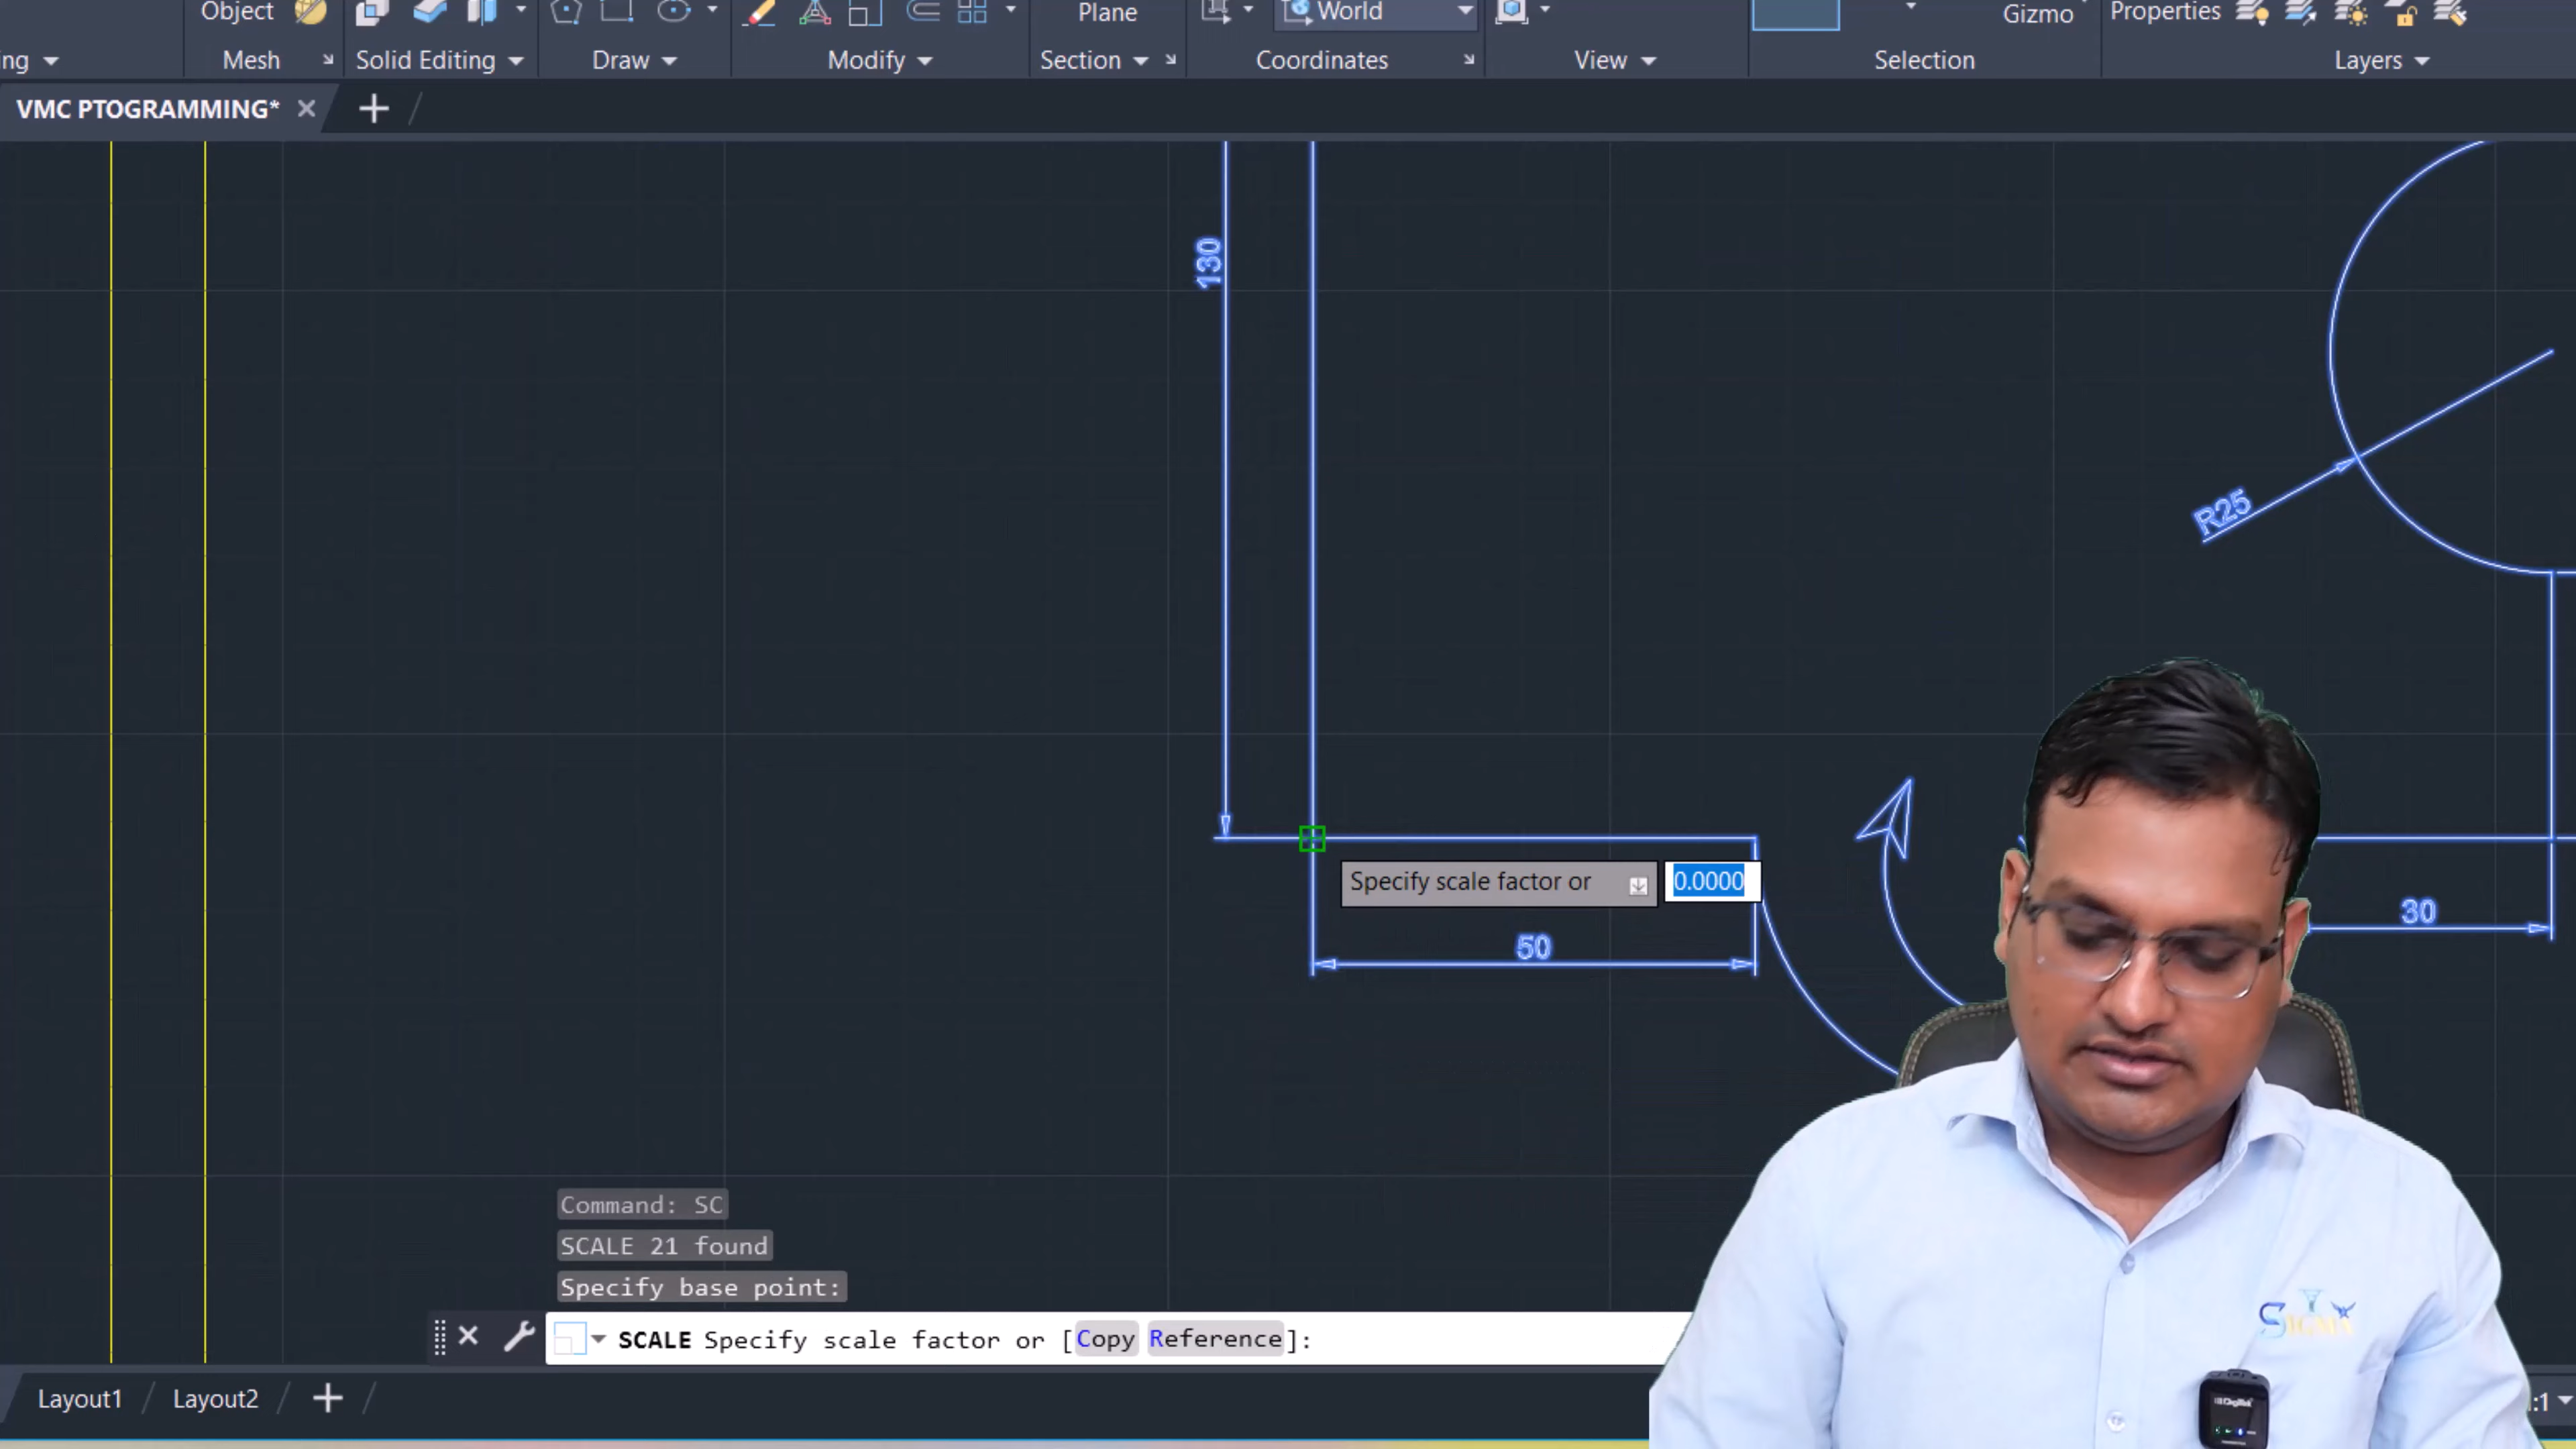 Object
Plane
World
Gizmo
Properties
ng
Mesh
Solid Editing
Draw
Modify
Section
Coordinates
View
Selection
Layers
VMC PTOGRAMMING*
130
R25
Specify scale factor or 0.0000
30
50
Command: SC
SCALE 21 found
Specify base point:
SCALE Specify scale factor or [Copy Reference]:
SIGMA
Layout1
Layout2
:1